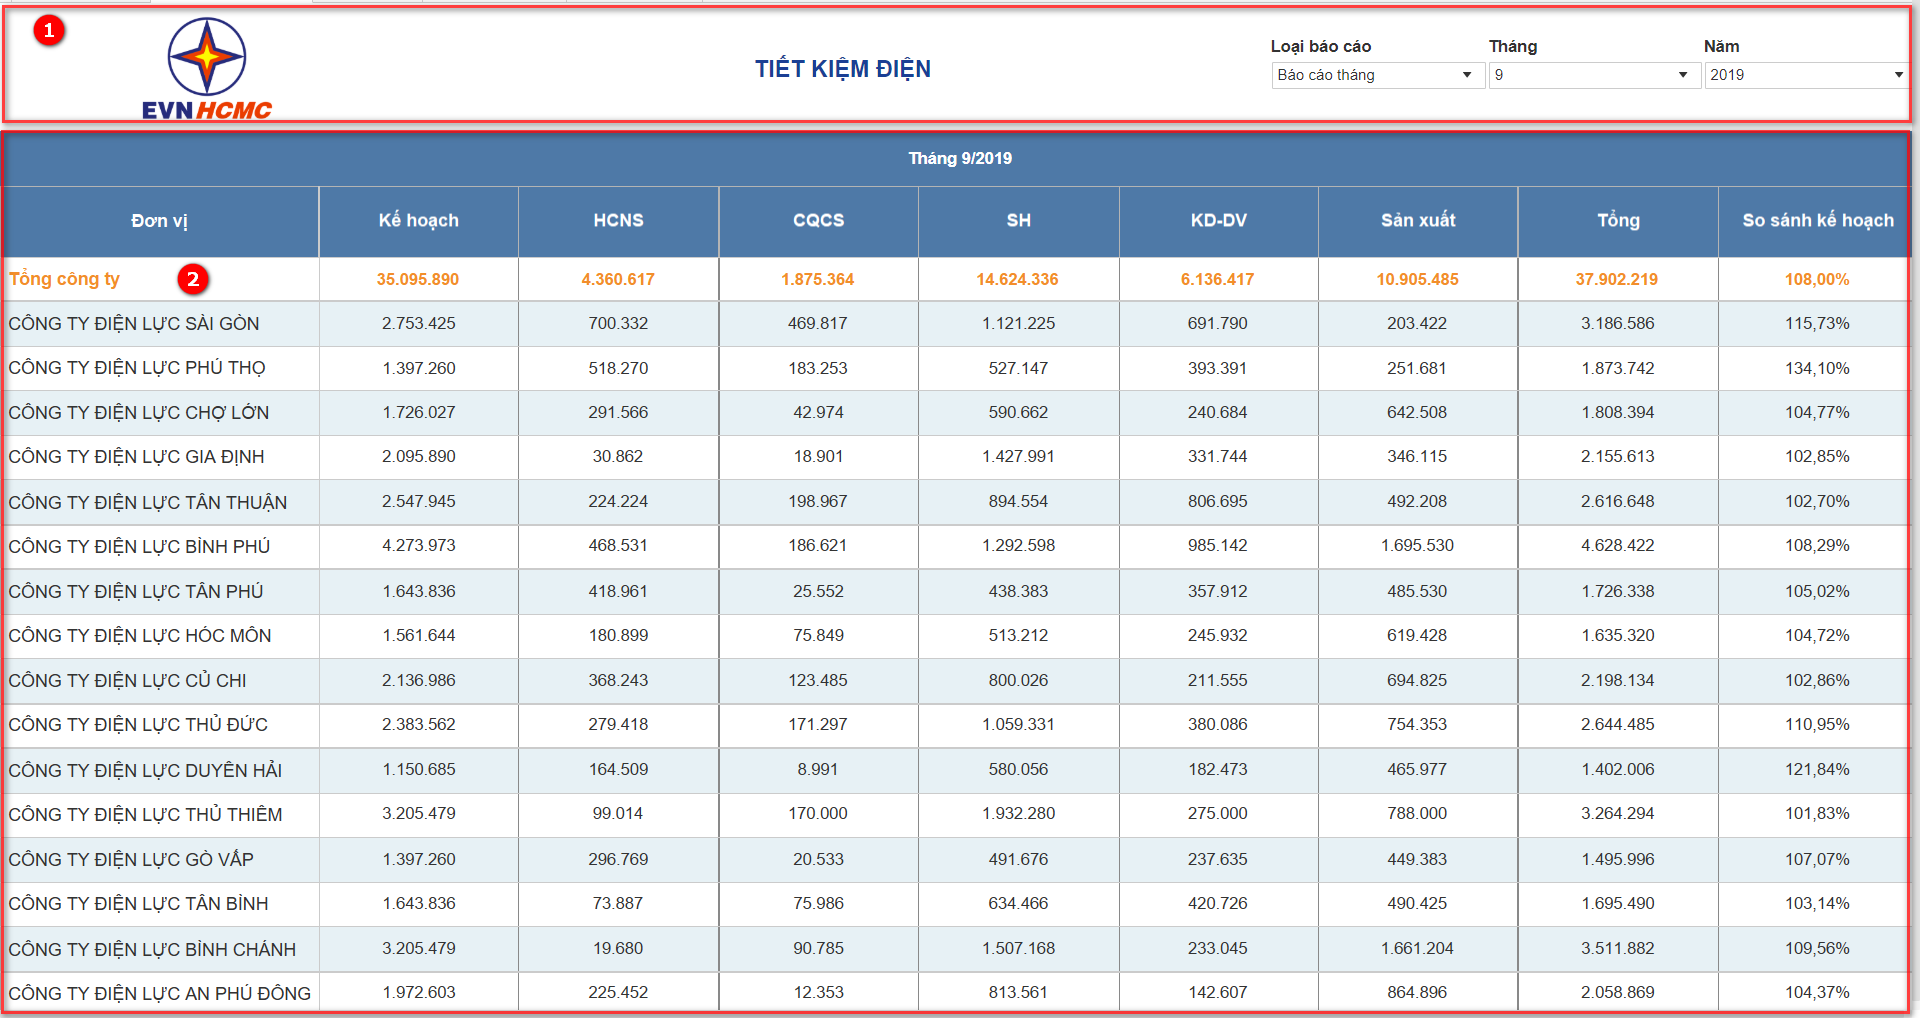 1
EVNHCMC
TIẾT KIỆM ĐIỆN
Loại báo cáo Tháng Năm
Báo cáo tháng 9 2019
Tháng 9/2019
Đơn vị Kế hoạch HCNS CQCS SH KD-DV Sản xuất Tổng So sánh kế hoạch
Tổng công ty 2 35.095.890 4.360.617 1.875.364 14.624.336 6.136.417 10.905.485 37.902.219 108,00%
CÔNG TY ĐIỆN LỰC SÀI GÒN 2.753.425 700.332 469.817 1.121.225 691.790 203.422 3.186.586 115,73%
CÔNG TY ĐIỆN LỰC PHÚ THỌ 1.397.260 518.270 183.253 527.147 393.391 251.681 1.873.742 134,10%
CÔNG TY ĐIỆN LỰC CHỢ LỚN 1.726.027 291.566 42.974 590.662 240.684 642.508 1.808.394 104,77%
CÔNG TY ĐIỆN LỰC GIA ĐỊNH 2.095.890 30.862 18.901 1.427.991 331.744 346.115 2.155.613 102,85%
CÔNG TY ĐIỆN LỰC TÂN THUẬN 2.547.945 224.224 198.967 894.554 806.695 492.208 2.616.648 102,70%
CÔNG TY ĐIỆN LỰC BÌNH PHÚ 4.273.973 468.531 186.621 1.292.598 985.142 1.695.530 4.628.422 108,29%
CÔNG TY ĐIỆN LỰC TÂN PHÚ 1.643.836 418.961 25.552 438.383 357.912 485.530 1.726.338 105,02%
CÔNG TY ĐIỆN LỰC HÓC MÔN 1.561.644 180.899 75.849 513.212 245.932 619.428 1.635.320 104,72%
CÔNG TY ĐIỆN LỰC CỦ CHI 2.136.986 368.243 123.485 800.026 211.555 694.825 2.198.134 102,86%
CÔNG TY ĐIỆN LỰC THỦ ĐỨC 2.383.562 279.418 171.297 1.059.331 380.086 754.353 2.644.485 110,95%
CÔNG TY ĐIỆN LỰC DUYÊN HẢI 1.150.685 164.509 8.991 580.056 182.473 465.977 1.402.006 121,84%
CÔNG TY ĐIỆN LỰC THỦ THIÊM 3.205.479 99.014 170.000 1.932.280 275.000 788.000 3.264.294 101,83%
CÔNG TY ĐIỆN LỰC GÒ VẤP 1.397.260 296.769 20.533 491.676 237.635 449.383 1.495.996 107,07%
CÔNG TY ĐIỆN LỰC TÂN BÌNH 1.643.836 73.887 75.986 634.466 420.726 490.425 1.695.490 103,14%
CÔNG TY ĐIỆN LỰC BÌNH CHÁNH 3.205.479 19.680 90.785 1.507.168 233.045 1.661.204 3.511.882 109,56%
CÔNG TY ĐIỆN LỰC AN PHÚ ĐÔNG 1.972.603 225.452 12.353 813.561 142.607 864.896 2.058.869 104,37%